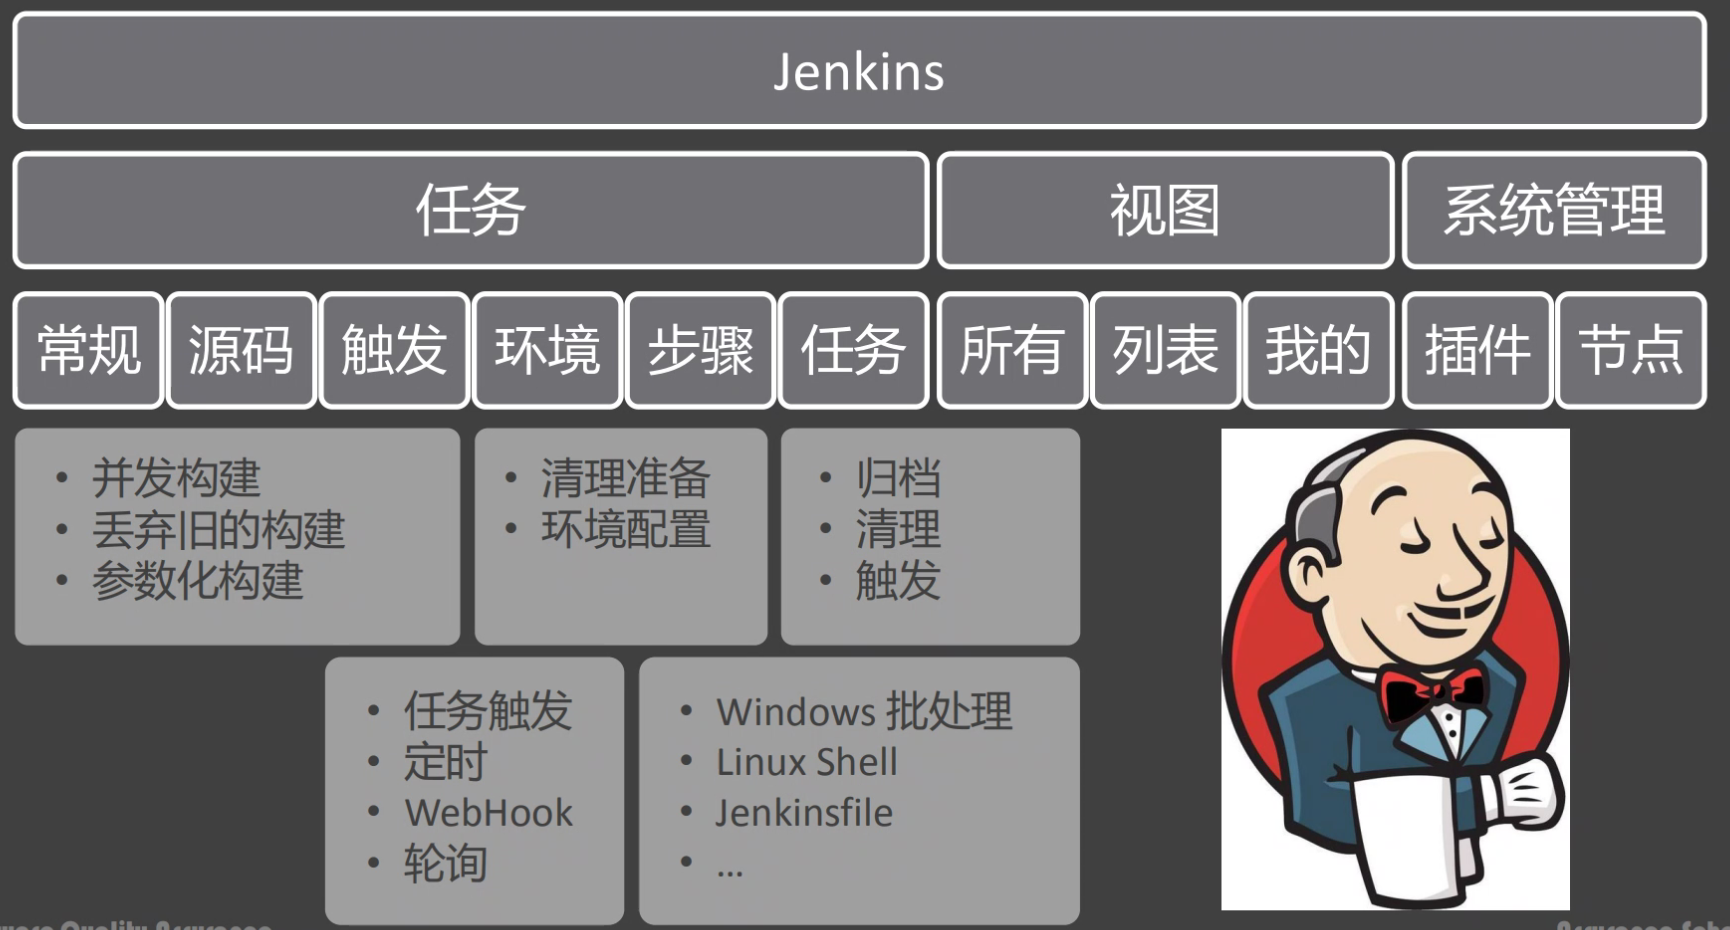 Jenkins
任务
视图
系统管理
常规
源码
触发
环境
步骤
任务
所有
列表
我的
插件
节点
• 并发构建
• 丢弃旧的构建
• 参数化构建
• 清理准备
• 环境配置
• 归档
• 清理
• 触发
• 任务触发
• 定时
• WebHook
• 轮询
• Windows 批处理
• Linux Shell
• Jenkinsfile
• ...
Quality Assurance
Assurance